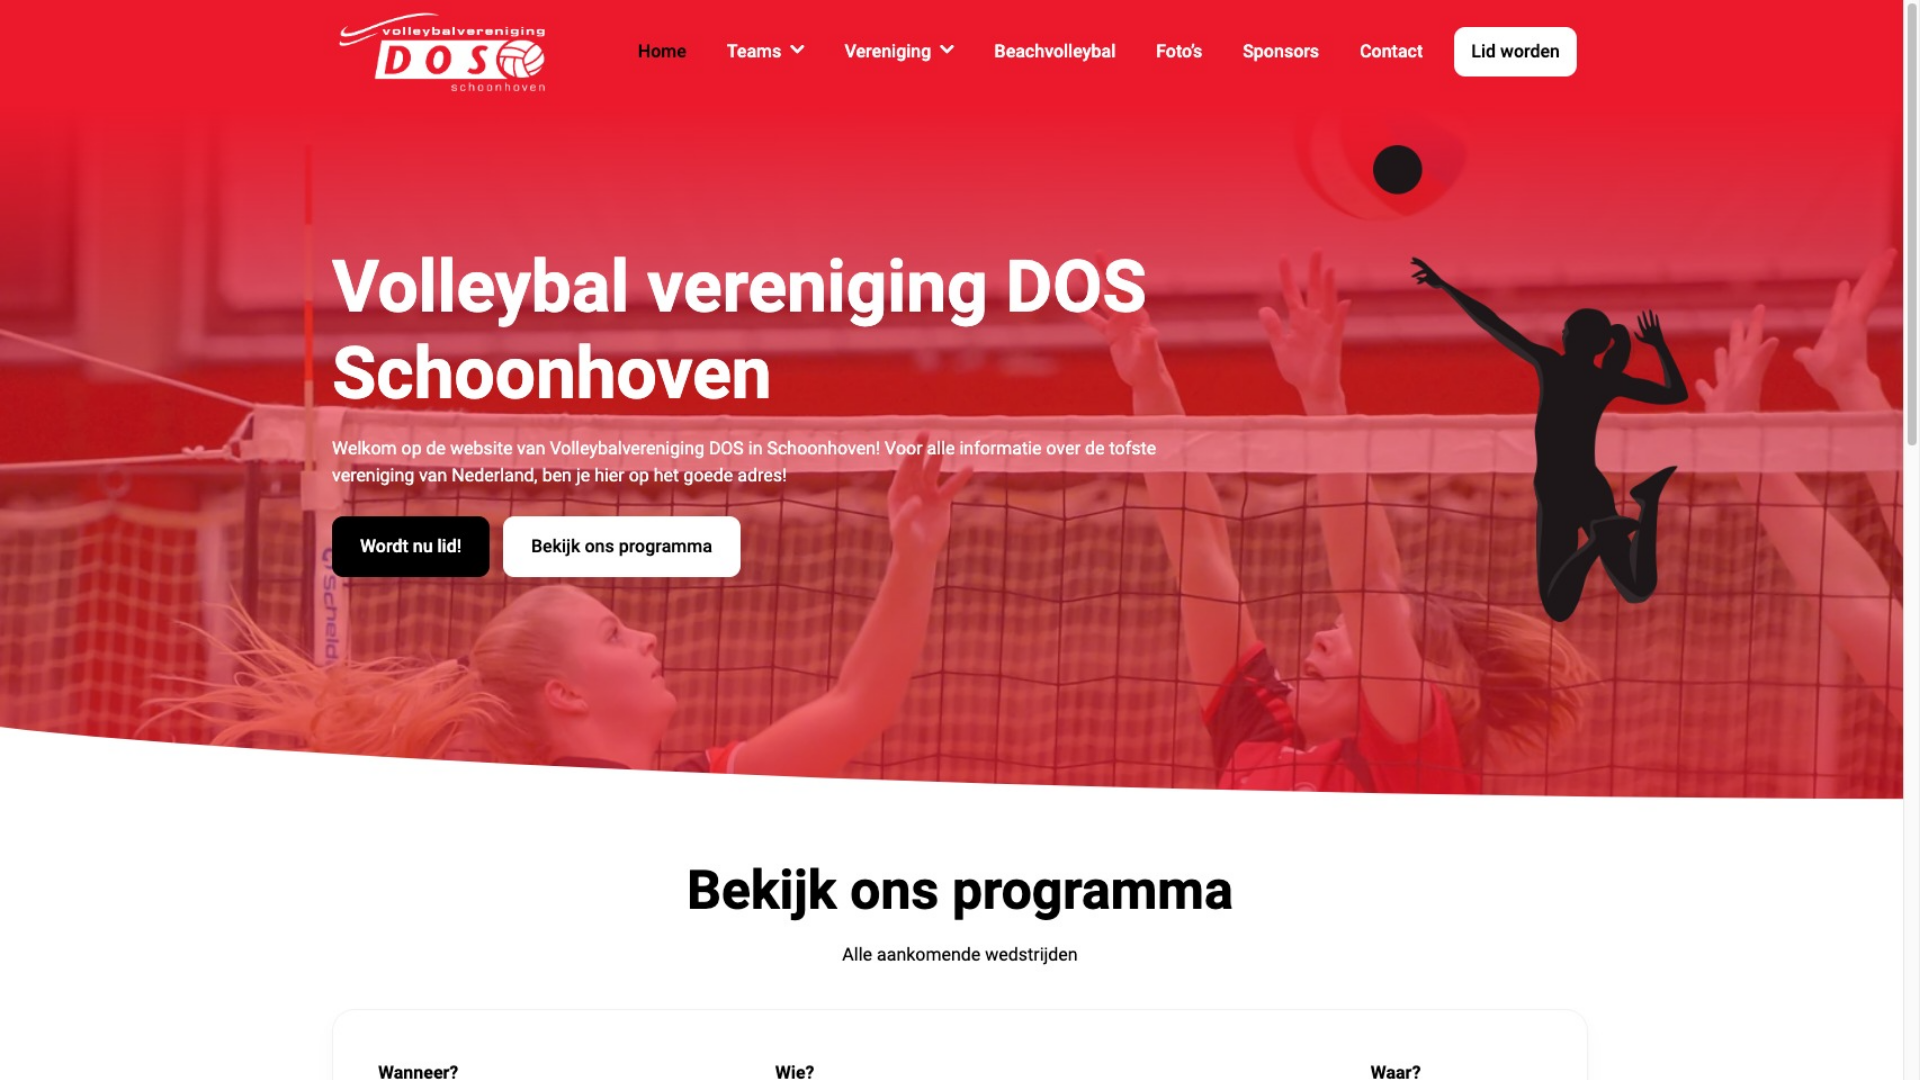 volleybalvereniging
DOS
schoonhoven
Home
Teams
Vereniging
Beachvolleybal
Foto's
Sponsors
Contact
Lid worden
Volleybal vereniging DOS
Schoonhoven
Welkom op de website van Volleybalvereniging DOS in Schoonhoven! Voor alle informatie over de tofste
vereniging van Nederland, ben je hier op het goede adres!
Wordt nu lid!
Bekijk ons programma
Bekijk ons programma
Alle aankomende wedstrijden
Wanneer?
Wie?
Waar?